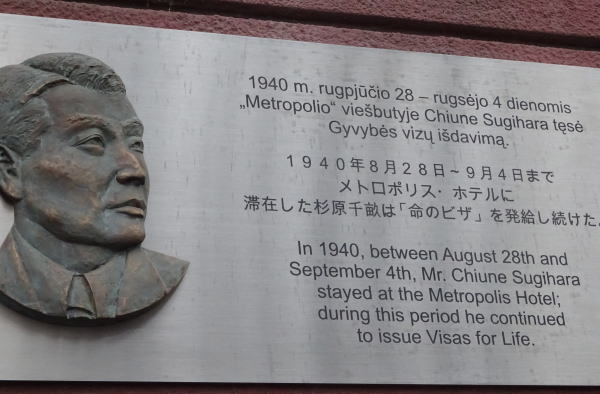 1940 m. rugpjūčio 28 – rugsėjo 4 dienomis
„Metropolio” viešbutyje Chiune Sugihara tęsė
Gyvybės vizų išdavimą.
１９４０年８月２８日～９月４日まで
メトロポリス・ホテルに
滞在した杉原千畝は「命のビザ」を発給し続けた。
In 1940, between August 28th and
September 4th, Mr. Chiune Sugihara
stayed at the Metropolis Hotel;
during this period he continued
to issue Visas for Life.